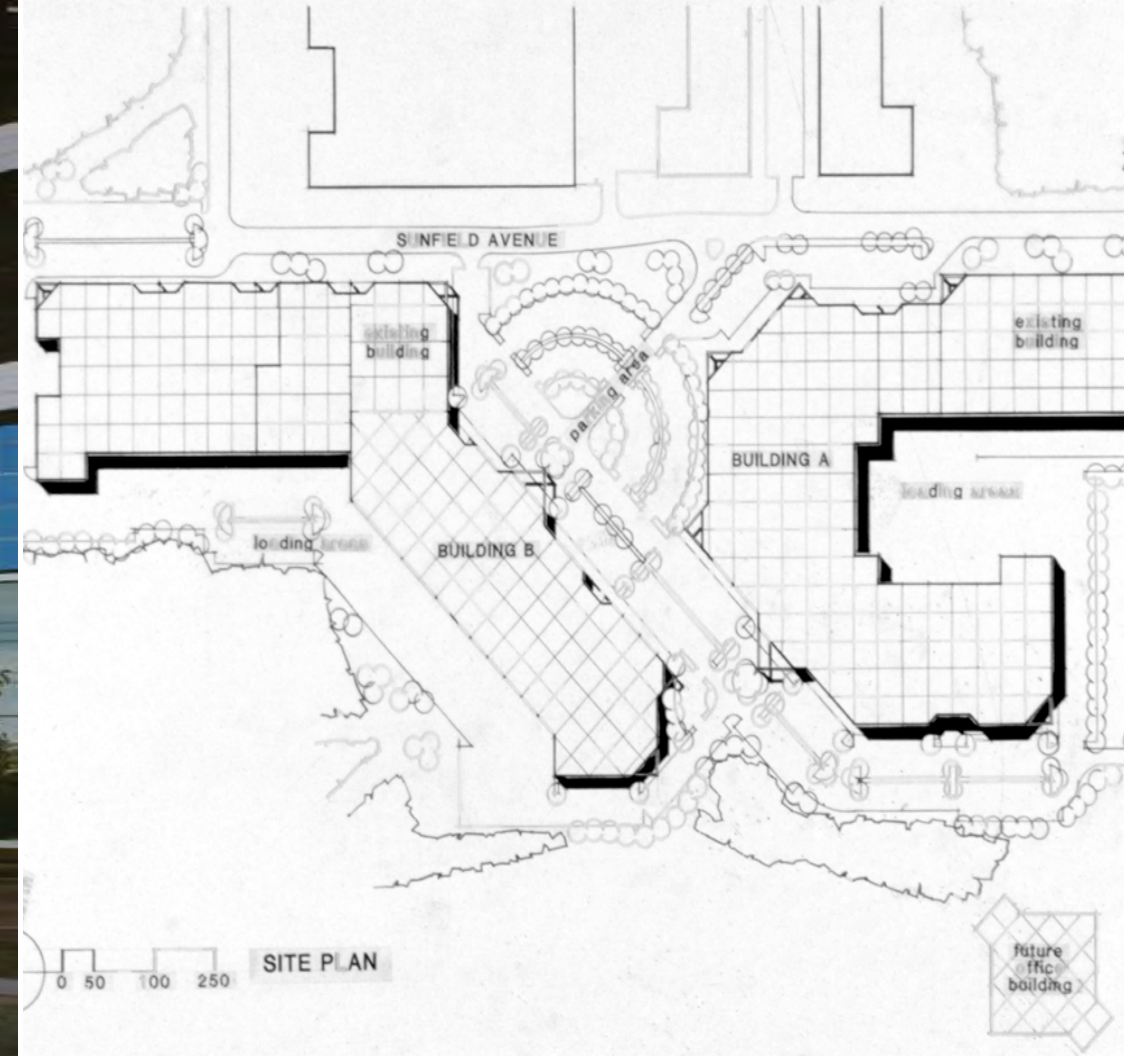 SUNFIELD AVENUE
existing
building
existing
building
parking area
BUILDING A
loading areas
loading areas
BUILDING B
0 50 100 250
SITE PLAN
future
office
building